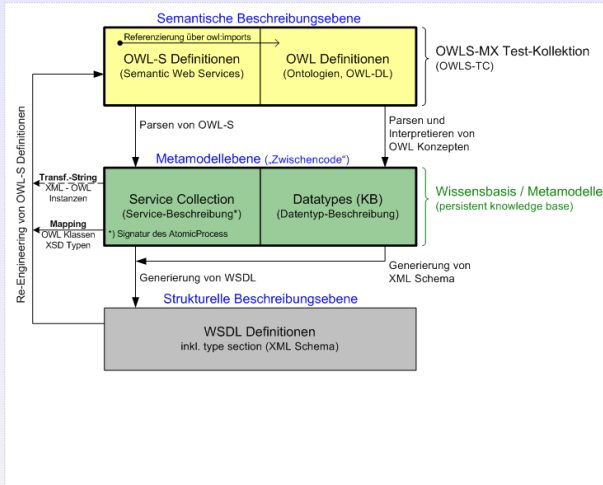 Semantische Beschreibungsebene
Referenzierung über owl:imports
OWL-S Definitionen
(Semantic Web Services)
OWL Definitionen
(Ontologien, OWL-DL)
OWLS-MX Test-Kollektion
(OWLS-TC)
Parsen von OWL-S
Parsen und
Interpretieren von
OWL Konzepten
Metamodellebene („Zwischencode“)
Re-Engineering von OWL-S Definitionen
Transf.-String
XML - OWL
Instanzen
Mapping
OWL Klassen
XSD Typen
Service Collection
(Service-Beschreibung*)
*) Signatur des AtomicProcess
Datatypes (KB)
(Datentyp-Beschreibung)
Wissensbasis / Metamodelle
(persistent knowledge base)
Generierung von WSDL
Generierung von
XML Schema
Strukturelle Beschreibungsebene
WSDL Definitionen
inkl. type section (XML Schema)